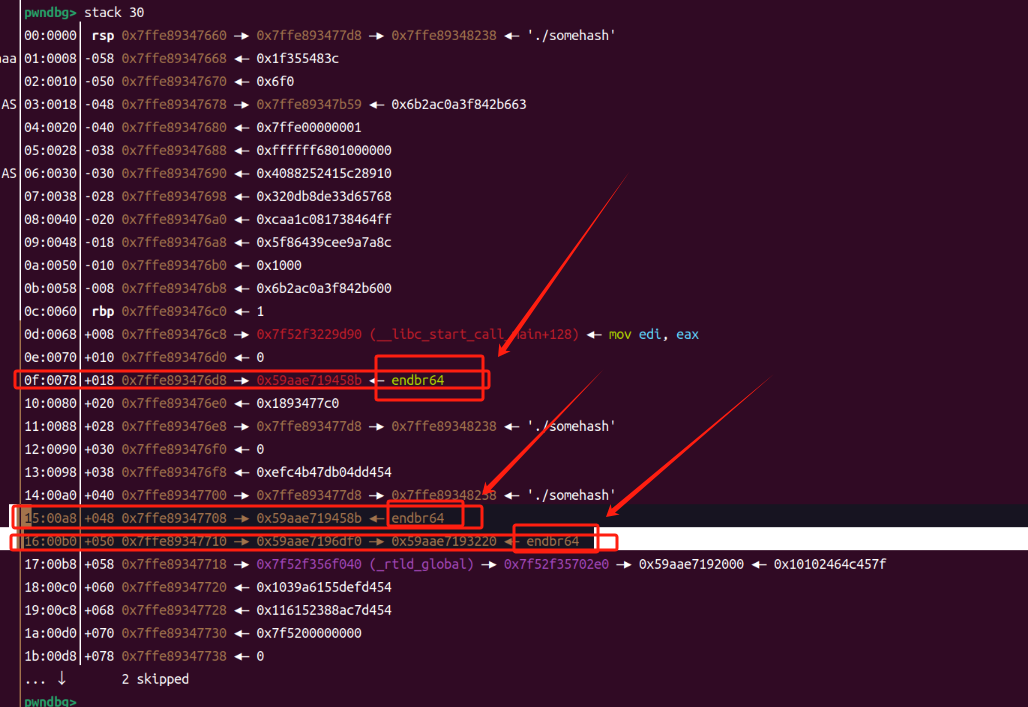 pwndbg> stack 30
00:0000│ rsp 0x7ffe89347660 —▸ 0x7ffe893477d8 —▸ 0x7ffe89348238 ◂— './somehash'
aa 01:0008│-058 0x7ffe89347668 ◂— 0x1f355483c
02:0010│-050 0x7ffe89347670 ◂— 0x6f0
AS 03:0018│-048 0x7ffe89347678 —▸ 0x7ffe89347b59 ◂— 0x6b2ac0a3f842b663
04:0020│-040 0x7ffe89347680 ◂— 0x7ffe00000001
05:0028│-038 0x7ffe89347688 ◂— 0xffffff6801000000
AS 06:0030│-030 0x7ffe89347690 ◂— 0x4088252415c28910
07:0038│-028 0x7ffe89347698 ◂— 0x320db8de33d65768
08:0040│-020 0x7ffe893476a0 ◂— 0xcaa1c081738464ff
09:0048│-018 0x7ffe893476a8 ◂— 0x5f86439cee9a7a8c
0a:0050│-010 0x7ffe893476b0 ◂— 0x1000
0b:0058│-008 0x7ffe893476b8 ◂— 0x6b2ac0a3f842b600
0c:0060│ rbp 0x7ffe893476c0 ◂— 1
0d:0068│+008 0x7ffe893476c8 —▸ 0x7f52f3229d90 (__libc_start_call_main+128) ◂— mov edi, eax
0e:0070│+010 0x7ffe893476d0 ◂— 0
0f:0078│+018 0x7ffe893476d8 —▸ 0x59aae719458b ◂— endbr64
10:0080│+020 0x7ffe893476e0 ◂— 0x1893477c0
11:0088│+028 0x7ffe893476e8 —▸ 0x7ffe893477d8 —▸ 0x7ffe89348238 ◂— './somehash'
12:0090│+030 0x7ffe893476f0 ◂— 0
13:0098│+038 0x7ffe893476f8 ◂— 0xefc4b47db04dd454
14:00a0│+040 0x7ffe89347700 —▸ 0x7ffe893477d8 —▸ 0x7ffe89348238 ◂— './somehash'
15:00a8│+048 0x7ffe89347708 —▸ 0x59aae719458b ◂— endbr64
16:00b0│+050 0x7ffe89347710 —▸ 0x59aae7196df0 —▸ 0x59aae7193220 ◂— endbr64
17:00b8│+058 0x7ffe89347718 —▸ 0x7f52f356f040 (_rtld_global) —▸ 0x7f52f35702e0 —▸ 0x59aae7192000 ◂— 0x10102464c457f
18:00c0│+060 0x7ffe89347720 ◂— 0x1039a6155defd454
19:00c8│+068 0x7ffe89347728 ◂— 0x116152388ac7d454
1a:00d0│+070 0x7ffe89347730 ◂— 0x7f5200000000
1b:00d8│+078 0x7ffe89347738 ◂— 0
... ↓ 2 skipped
pwndbg>